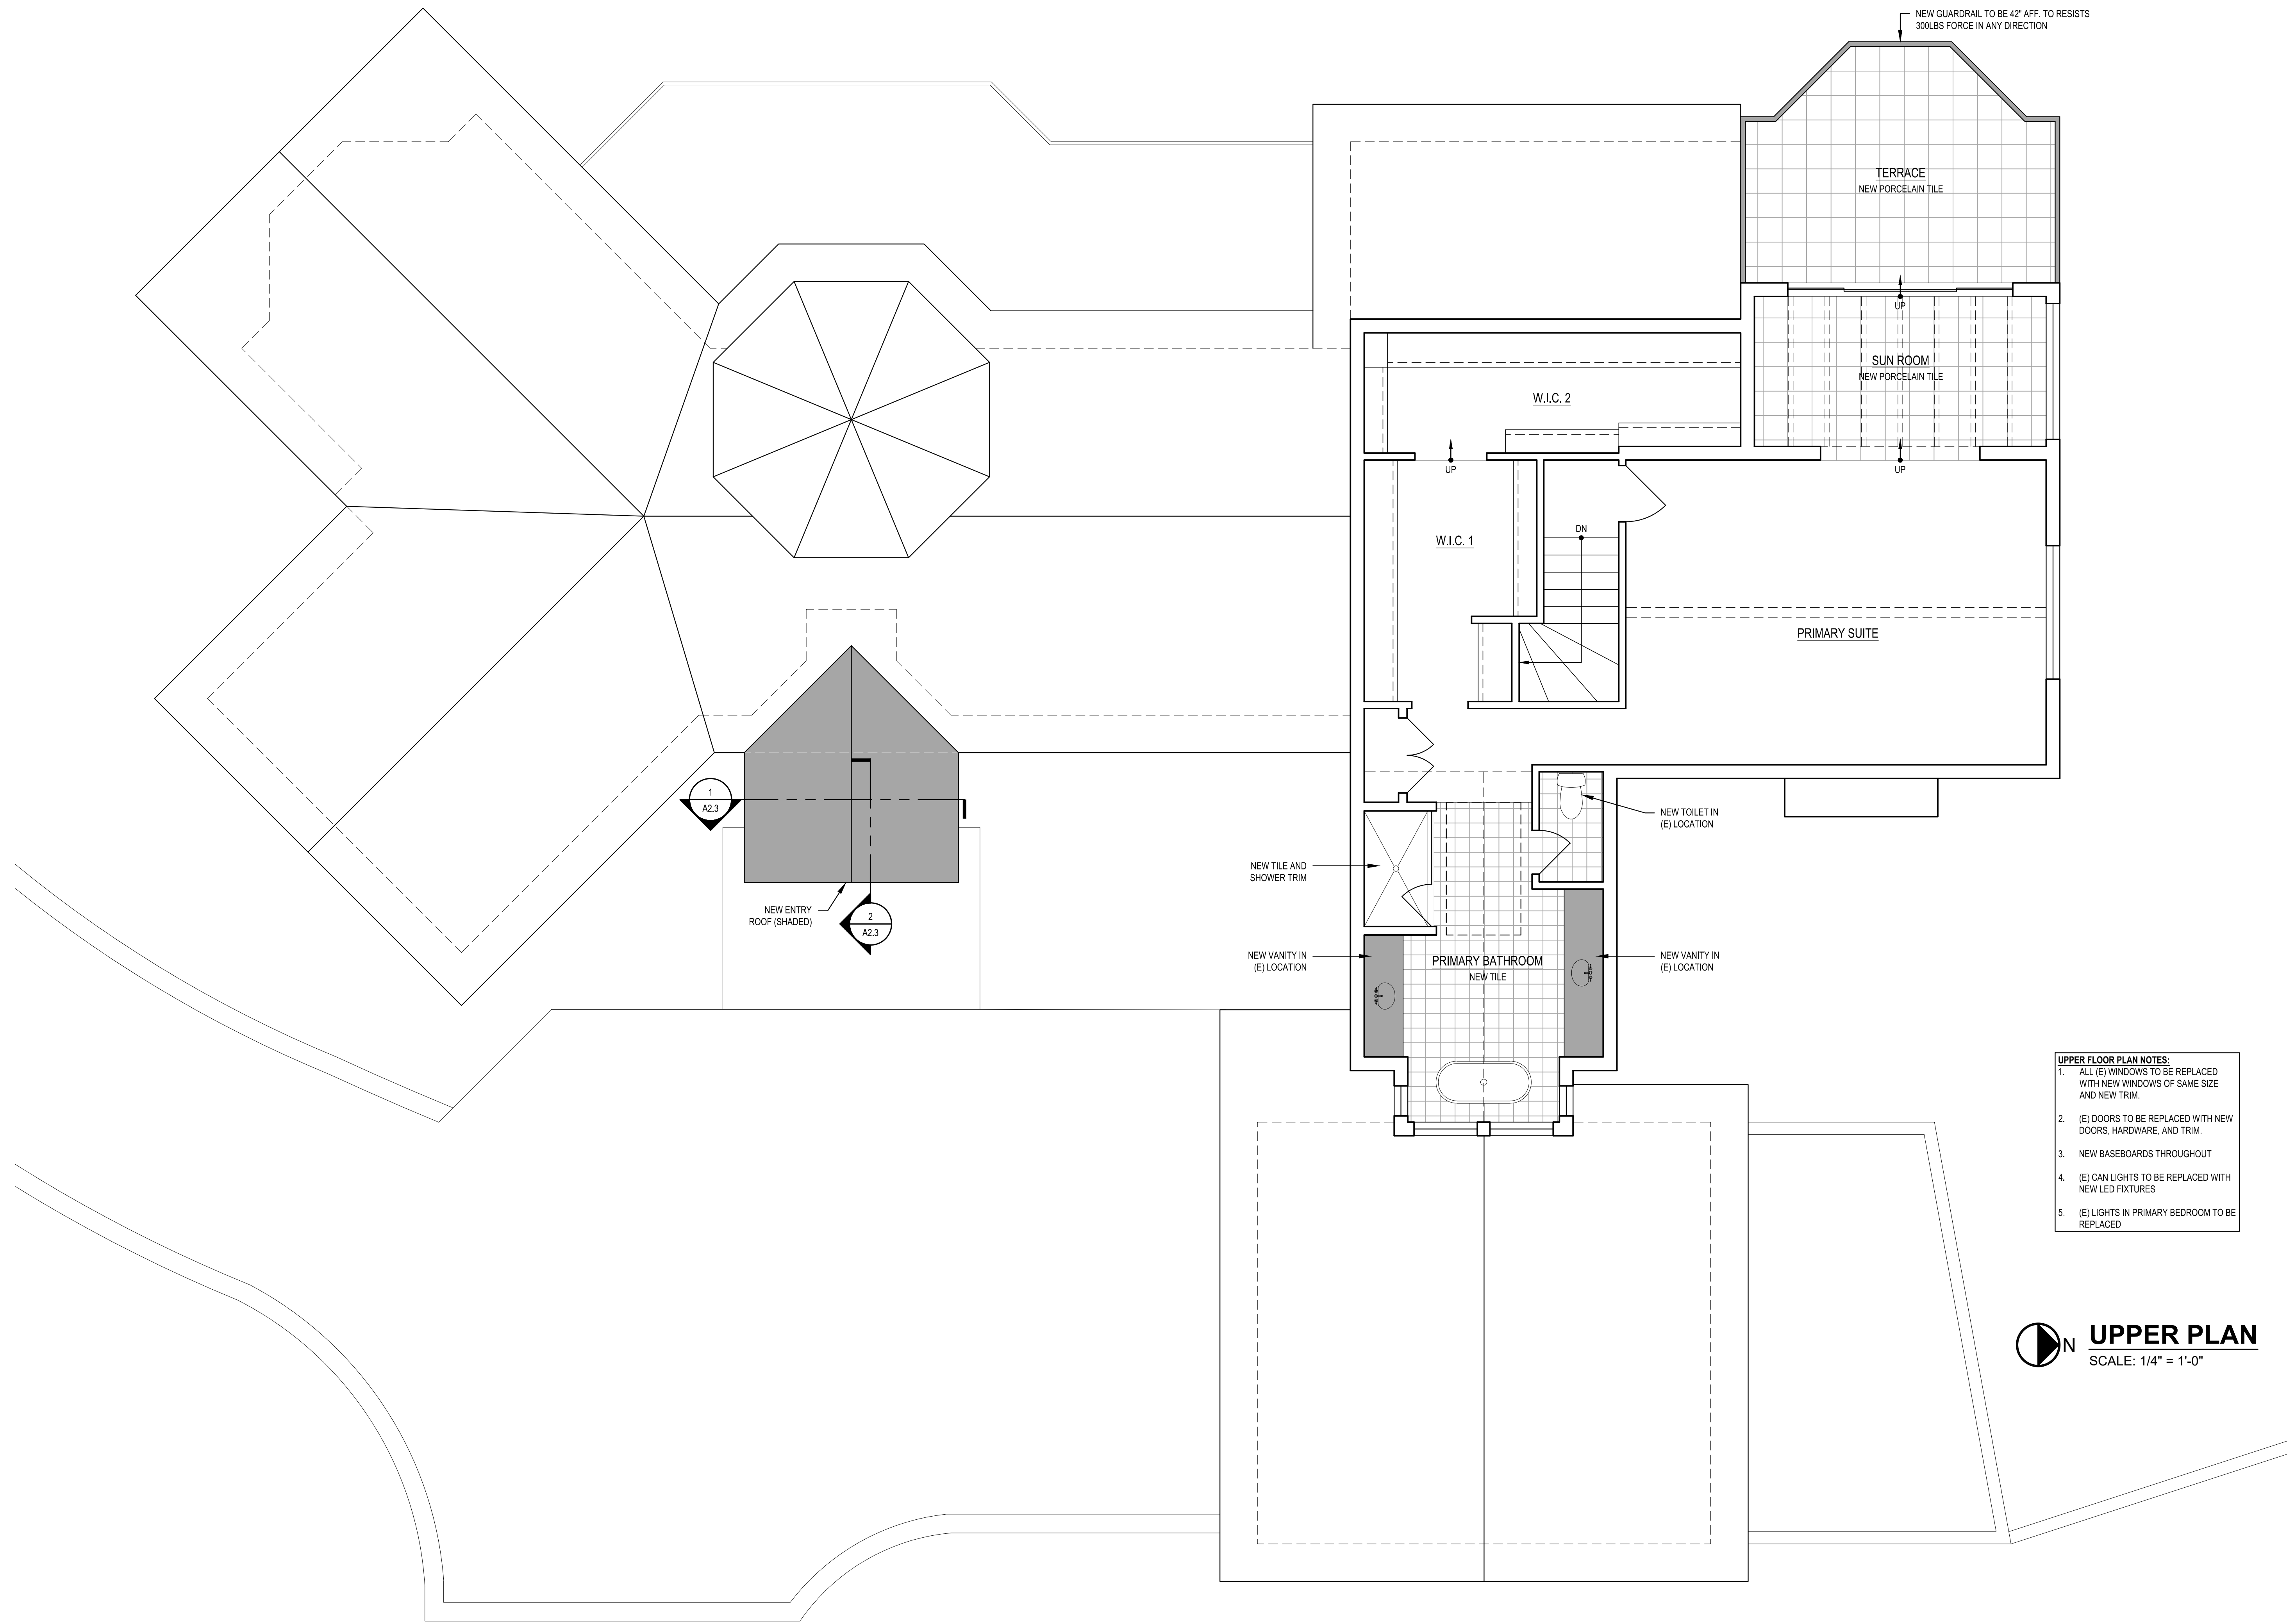 NEW GUARDRAIL TO BE 42" AFF. TO RESISTS
300LBS FORCE IN ANY DIRECTION
TERRACE
NEW PORCELAIN TILE
UP
SUN ROOM
NEW PORCELAIN TILE
W.I.C. 2
UP
UP
DN
W.I.C. 1
PRIMARY SUITE
1
A2.3
NEW TOILET IN
(E) LOCATION
NEW TILE AND
SHOWER TRIM
NEW ENTRY
ROOF (SHADED)
2
A2.3
NEW VANITY IN
(E) LOCATION
PRIMARY BATHROOM
NEW TILE
NEW VANITY IN
(E) LOCATION
UPPER FLOOR PLAN NOTES:
1. ALL (E) WINDOWS TO BE REPLACED
WITH NEW WINDOWS OF SAME SIZE
AND NEW TRIM.
2. (E) DOORS TO BE REPLACED WITH NEW
DOORS, HARDWARE, AND TRIM.
3. NEW BASEBOARDS THROUGHOUT
4. (E) CAN LIGHTS TO BE REPLACED WITH
NEW LED FIXTURES
5. (E) LIGHTS IN PRIMARY BEDROOM TO BE
REPLACED
N
UPPER PLAN
SCALE: 1/4" = 1'-0"